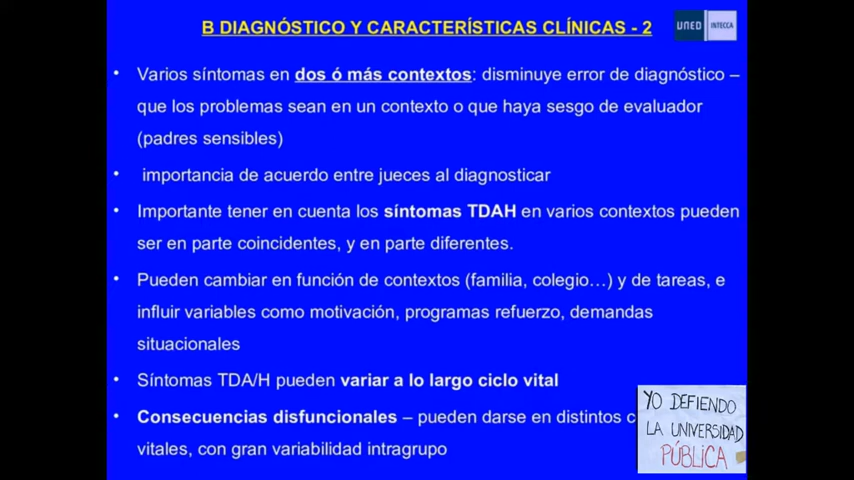 B DIAGNÓSTICO Y CARACTERÍSTICAS CLÍNICAS - 2
UNED INTECCA
• Varios síntomas en dos ó más contextos: disminuye error de diagnóstico –
que los problemas sean en un contexto o que haya sesgo de evaluador
(padres sensibles)
• importancia de acuerdo entre jueces al diagnosticar
• Importante tener en cuenta los síntomas TDAH en varios contextos pueden
ser en parte coincidentes, y en parte diferentes.
• Pueden cambiar en función de contextos (familia, colegio…) y de tareas, e
influir variables como motivación, programas refuerzo, demandas
situacionales
• Síntomas TDA/H pueden variar a lo largo ciclo vital
• Consecuencias disfuncionales – pueden darse en distintos
vitales, con gran variabilidad intragrupo
YO DEFIENDO
LA UNIVERSIDAD
PÚBLICA